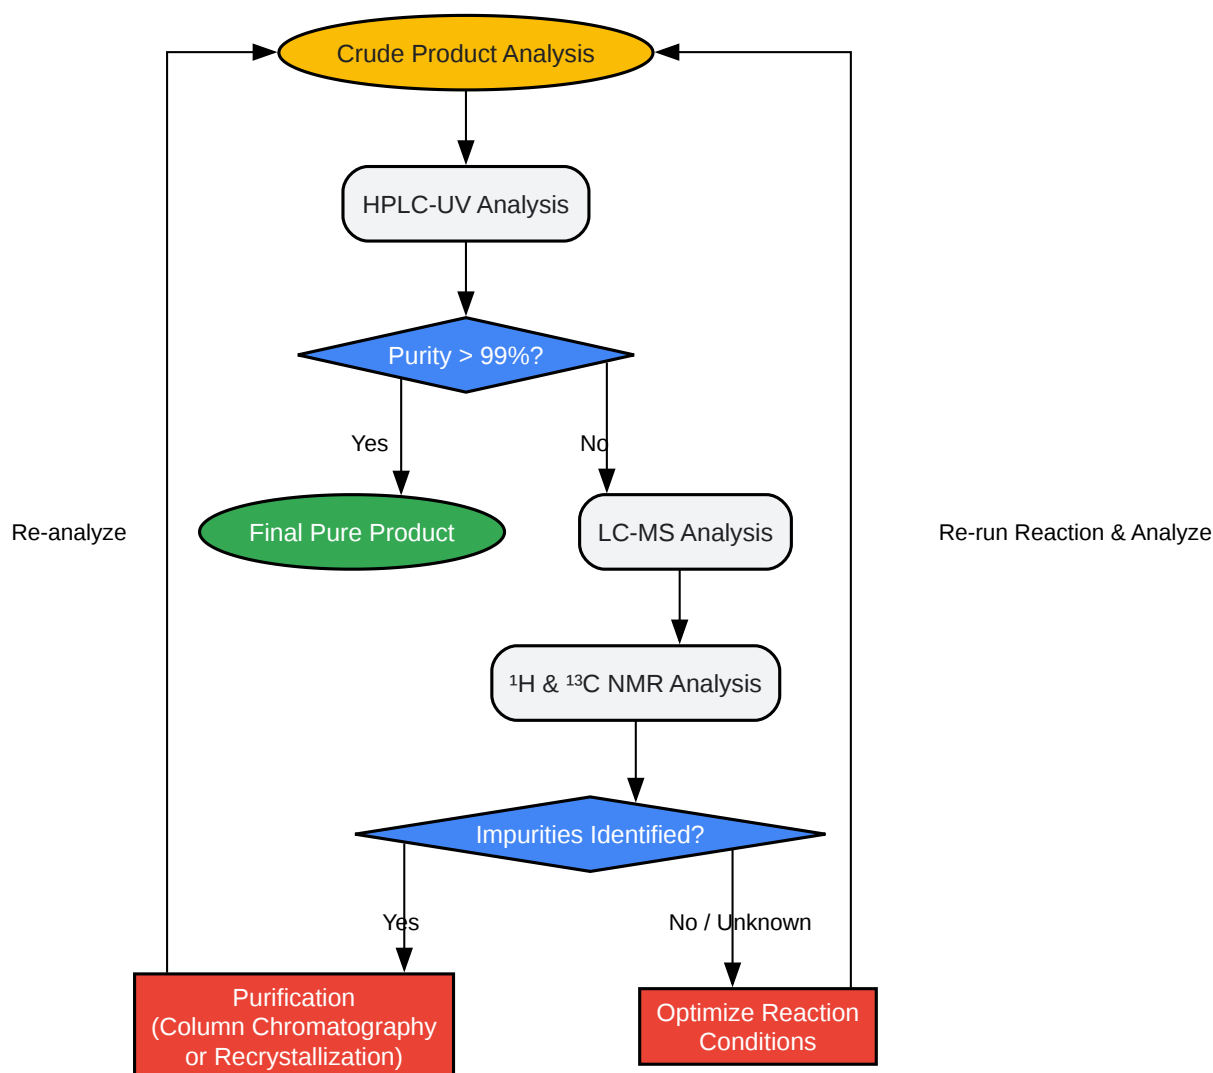 Crude Product Analysis
HPLC-UV Analysis
Purity > 99%?
Yes
No
Re-analyze
Final Pure Product
LC-MS Analysis
Re-run Reaction & Analyze
¹H & ¹³C NMR Analysis
Impurities Identified?
Yes
No / Unknown
Purification
(Column Chromatography
or Recrystallization)
Optimize Reaction
Conditions